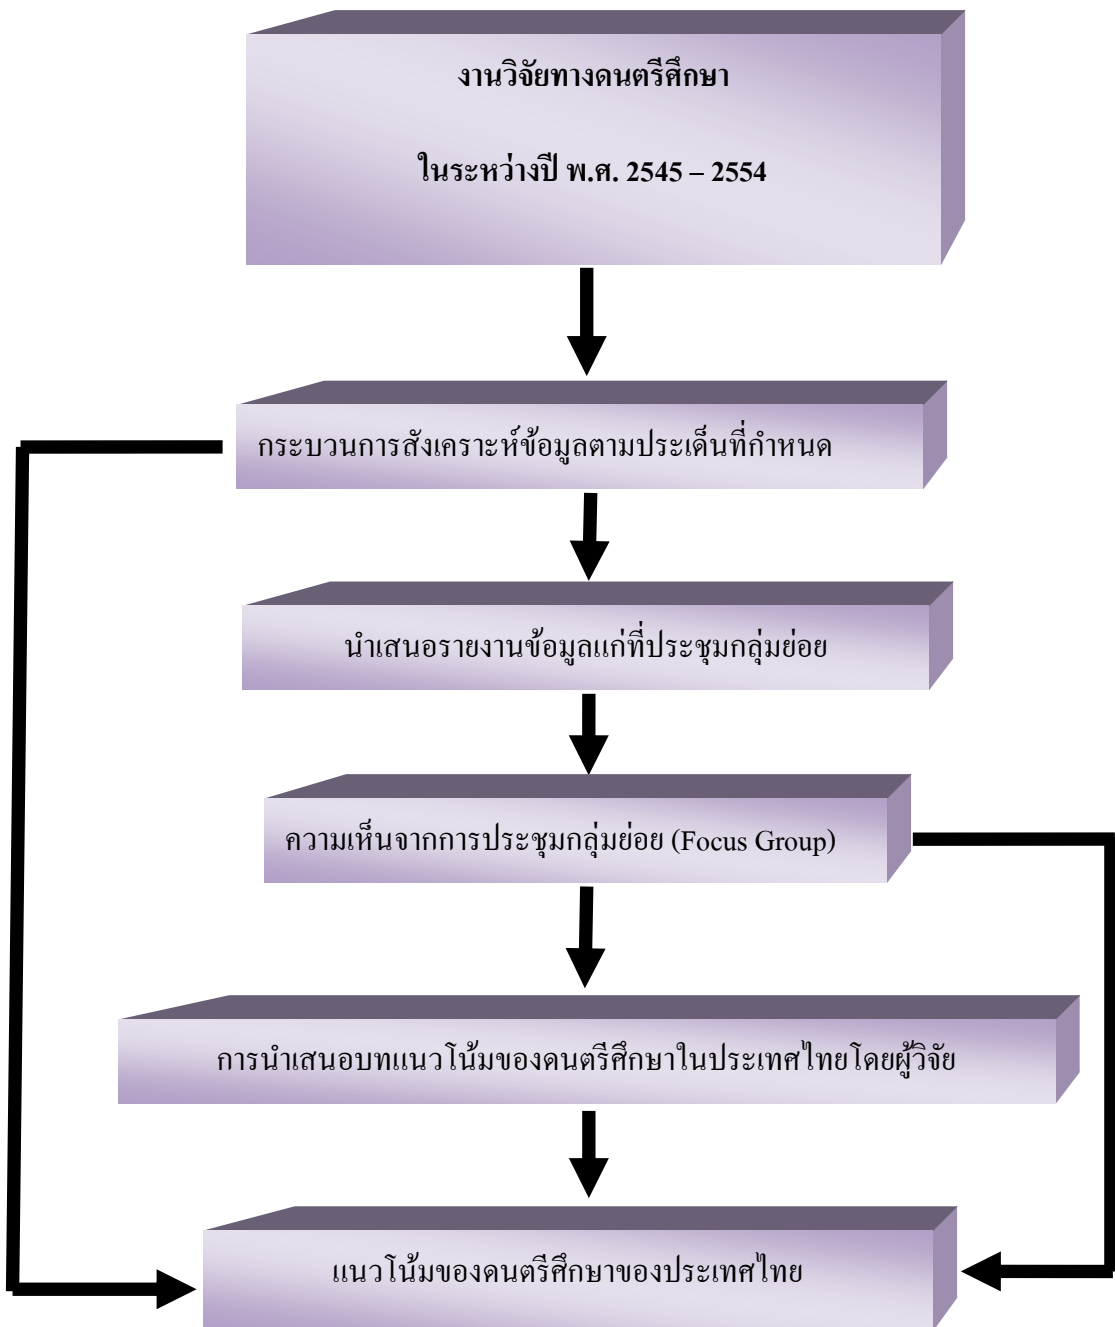 งานวิจัยทางดนตรีศึกษา
ในระหว่างปี พ.ศ. 2545 – 2554
กระบวนการสังเคราะห์ข้อมูลตามประเด็นที่กำหนด
นำเสนอรายงานข้อมูลแก่ที่ประชุมกลุ่มย่อย
ความเห็นจากการประชุมกลุ่มย่อย (Focus Group)
การนำเสนอบทแนวโน้มของดนตรีศึกษาในประเทศไทยโดยผู้วิจัย
แนวโน้มของดนตรีศึกษาของประเทศไทย